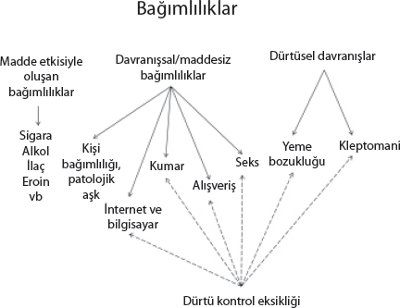 Bağımlılıklar
Madde etkisiyle
oluşan
bağımlılıklar
Davranışsal/maddesiz
bağımlılıklar
Dürtüsel davranışlar
Sigara
Alkol
İlaç
Eroin
vb
Kişi
bağımlılığı,
patolojik
aşk
İnternet ve
bilgisayar
Kumar
Alışveriş
Seks
Yeme
bozukluğu
Kleptomani
Dürtü kontrol eksikliği